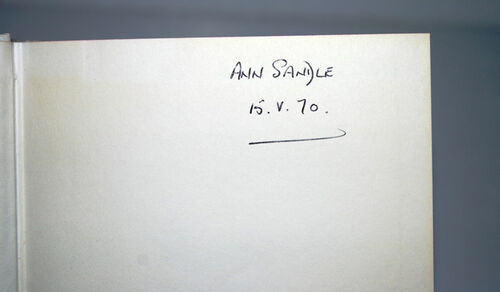 ANN SANDLE
15. V. 70.